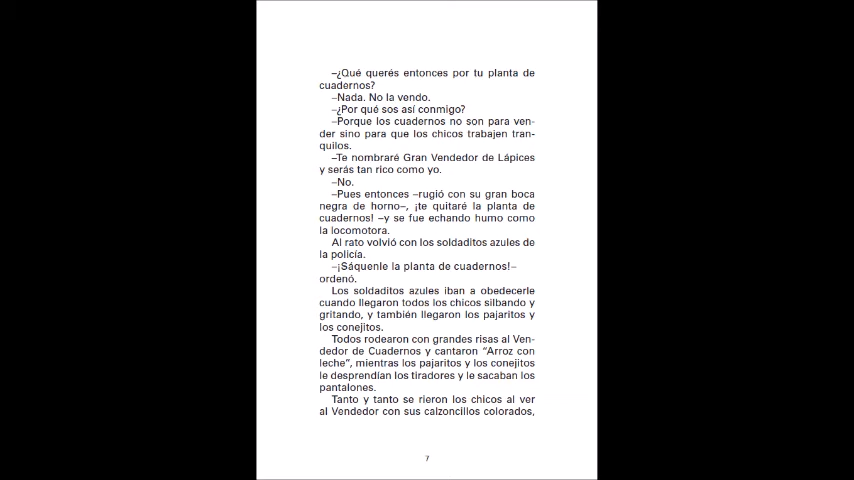 –¿Qué querés entonces por tu planta de
cuadernos?
–Nada. No la vendo.
–¿Por qué sos así conmigo?
–Porque los cuadernos no son para ven-
der sino para que los chicos trabajen tran-
quilos.
–Te nombraré Gran Vendedor de Lápices
y serás tan rico como yo.
–No.
–Pues entonces –rugió con su gran boca
negra de horno–, ¡te quitaré la planta de
cuadernos! –y se fue echando humo como
la locomotora.
Al rato volvió con los soldaditos azules de
la policía.
–¡Sáquenle la planta de cuadernos!–
ordenó.
Los soldaditos azules iban a obedecerle
cuando llegaron todos los chicos silbando y
gritando, y también llegaron los pajaritos y
los conejitos.
Todos rodearon con grandes risas al Ven-
dedor de Cuadernos y cantaron “Arroz con
leche”, mientras los pajaritos y los conejitos
le desprendían los tiradores y le sacaban los
pantalones.
Tanto y tanto se rieron los chicos al ver
al Vendedor con sus calzoncillos colorados,
7